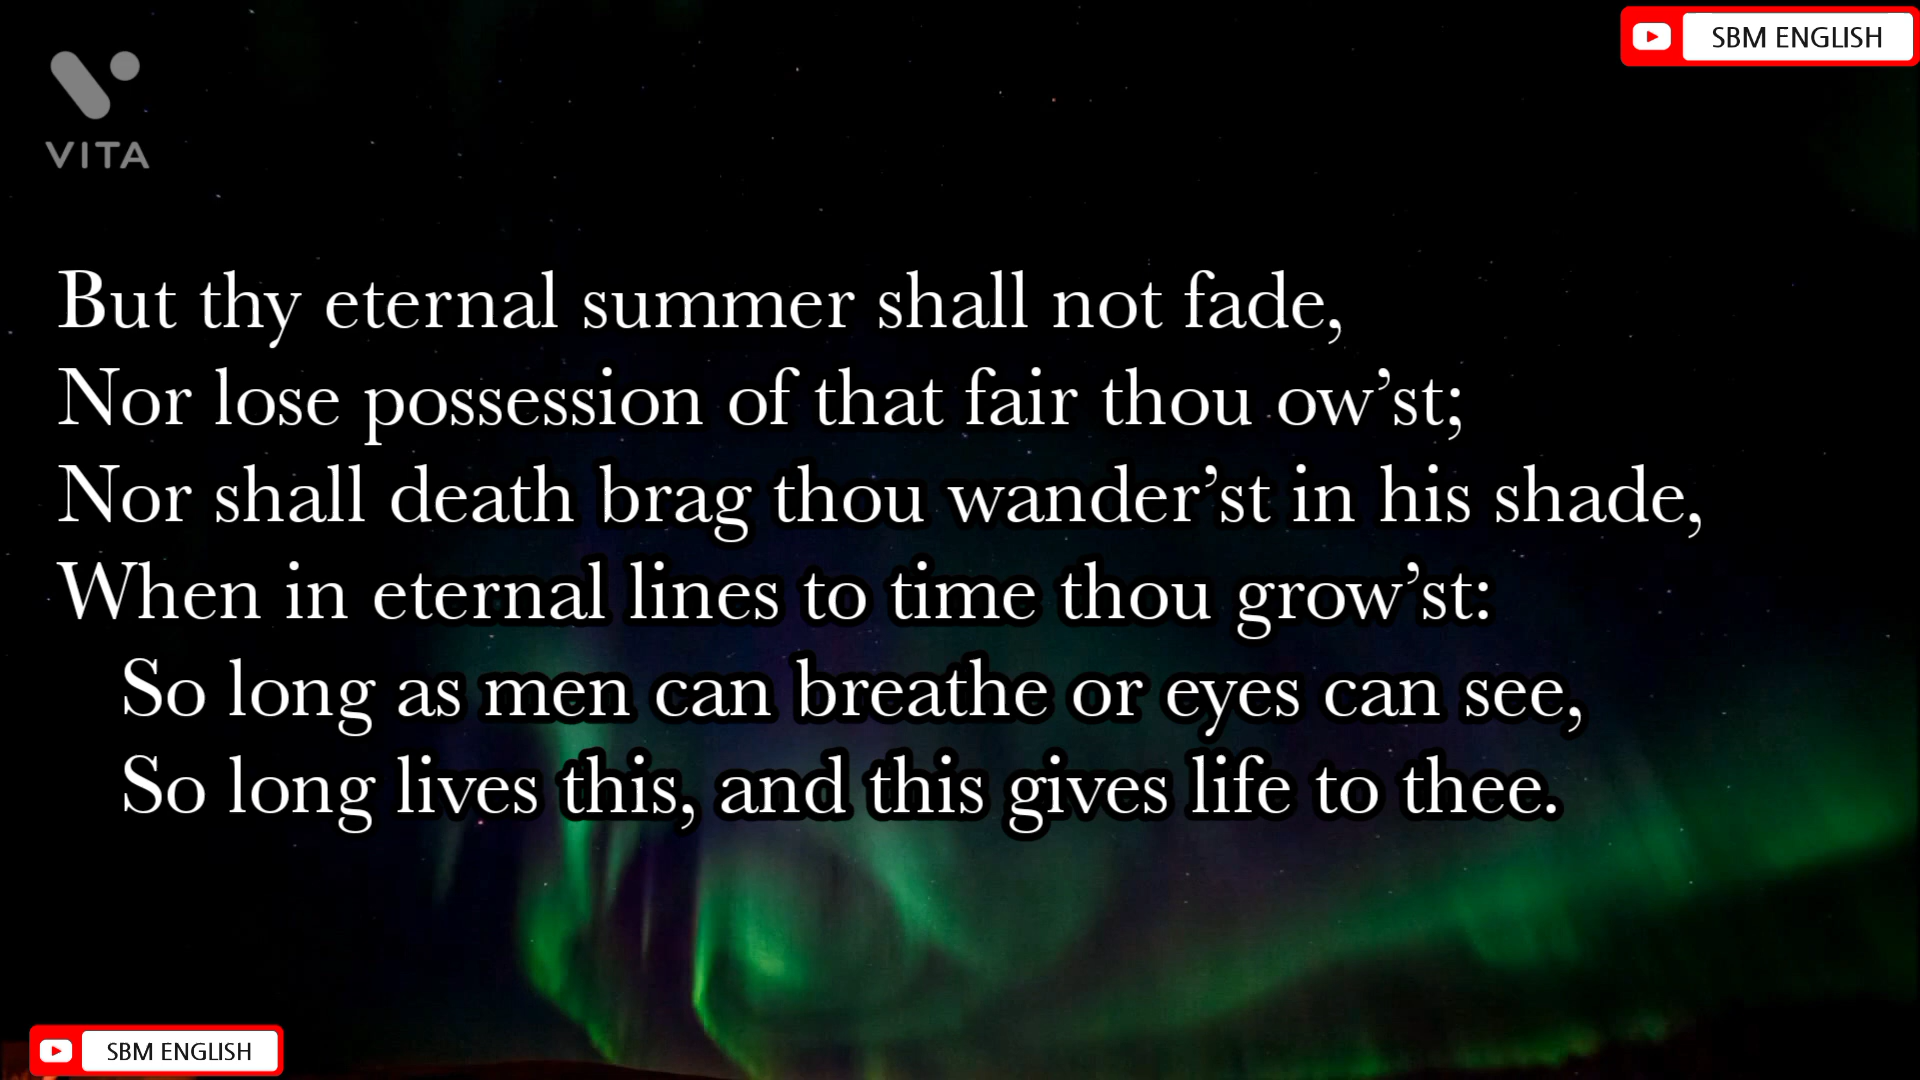 SBM ENGLISH
VITA
But thy eternal summer shall not fade,
Nor lose possession of that fair thou ow’st;
Nor shall death brag thou wander’st in his shade,
When in eternal lines to time thou grow’st:
So long as men can breathe or eyes can see,
So long lives this, and this gives life to thee.
SBM ENGLISH